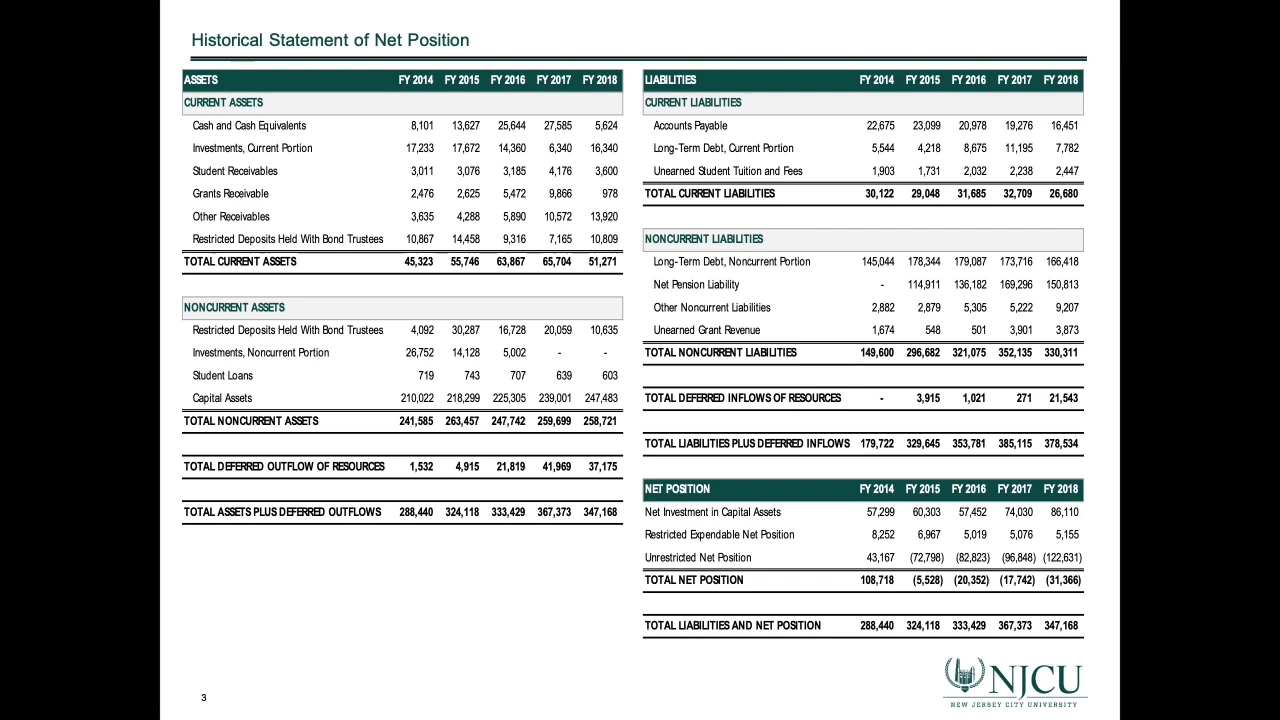 Historical Statement of Net Position
ASSETS FY 2014 FY 2015 FY 2016 FY 2017 FY 2018
CURRENT ASSETS
Cash and Cash Equivalents 8,101 13,627 25,644 27,585 5,624
Investments, Current Portion 17,233 17,672 14,360 6,340 16,340
Student Receivables 3,011 3,076 3,185 4,176 3,600
Grants Receivable 2,476 2,625 5,472 9,866 978
Other Receivables 3,635 4,288 5,890 10,572 13,920
Restricted Deposits Held With Bond Trustees 10,867 14,458 9,316 7,165 10,809
TOTAL CURRENT ASSETS 45,323 55,746 63,867 65,704 51,271
NONCURRENT ASSETS
Restricted Deposits Held With Bond Trustees 4,092 30,287 16,728 20,059 10,635
Investments, Noncurrent Portion 26,752 14,128 5,002 - -
Student Loans 719 743 707 639 603
Capital Assets 210,022 218,299 225,305 239,001 247,483
TOTAL NONCURRENT ASSETS 241,585 263,457 247,742 259,699 258,721
TOTAL DEFERRED OUTFLOW OF RESOURCES 1,532 4,915 21,819 41,969 37,175
TOTAL ASSETS PLUS DEFERRED OUTFLOWS 288,440 324,118 333,429 367,373 347,168
LIABILITIES FY 2014 FY 2015 FY 2016 FY 2017 FY 2018
CURRENT LIABILITIES
Accounts Payable 22,675 23,099 20,978 19,276 16,451
Long-Term Debt, Current Portion 5,544 4,218 8,675 11,195 7,782
Unearned Student Tuition and Fees 1,903 1,731 2,032 2,238 2,447
TOTAL CURRENT LIABILITIES 30,122 29,048 31,685 32,709 26,680
NONCURRENT LIABILITIES
Long-Term Debt, Noncurrent Portion 145,044 178,344 179,087 173,716 166,418
Net Pension Liability - 114,911 136,182 169,296 150,813
Other Noncurrent Liabilities 2,882 2,879 5,305 5,222 9,207
Unearned Grant Revenue 1,674 548 501 3,901 3,873
TOTAL NONCURRENT LIABILITIES 149,600 296,682 321,075 352,135 330,311
TOTAL DEFERRED INFLOWS OF RESOURCES - 3,915 1,021 271 21,543
TOTAL LIABILITIES PLUS DEFERRED INFLOWS 179,722 329,645 353,781 385,115 378,534
NET POSITION FY 2014 FY 2015 FY 2016 FY 2017 FY 2018
Net Investment in Capital Assets 57,299 60,303 57,452 74,030 86,110
Restricted Expendable Net Position 8,252 6,967 5,019 5,076 5,155
Unrestricted Net Position 43,167 (72,798) (82,823) (96,848) (122,631)
TOTAL NET POSITION 108,718 (5,528) (20,352) (17,742) (31,366)
TOTAL LIABILITIES AND NET POSITION 288,440 324,118 333,429 367,373 347,168
3
NJCU
NEW JERSEY CITY UNIVERSITY